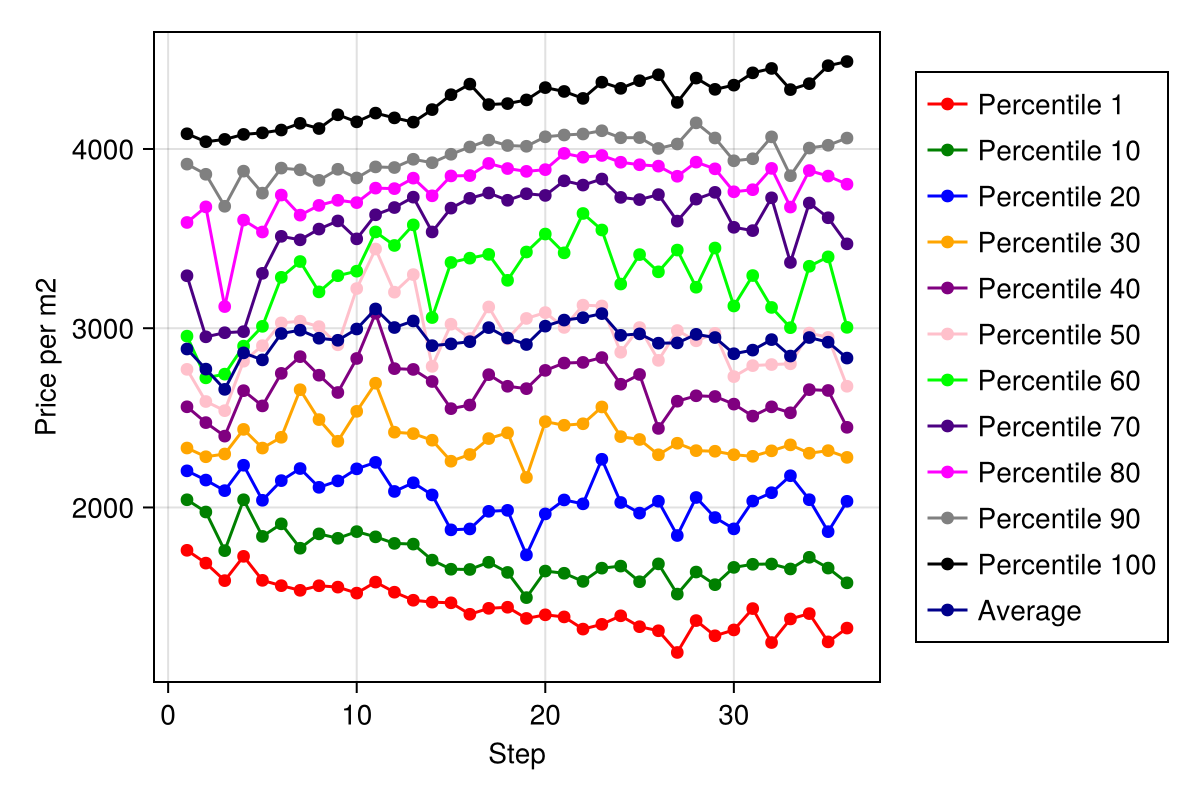 4000
3000
2000
Price per m2
0 10 20 30
Step
Percentile 1
Percentile 10
Percentile 20
Percentile 30
Percentile 40
Percentile 50
Percentile 60
Percentile 70
Percentile 80
Percentile 90
Percentile 100
Average